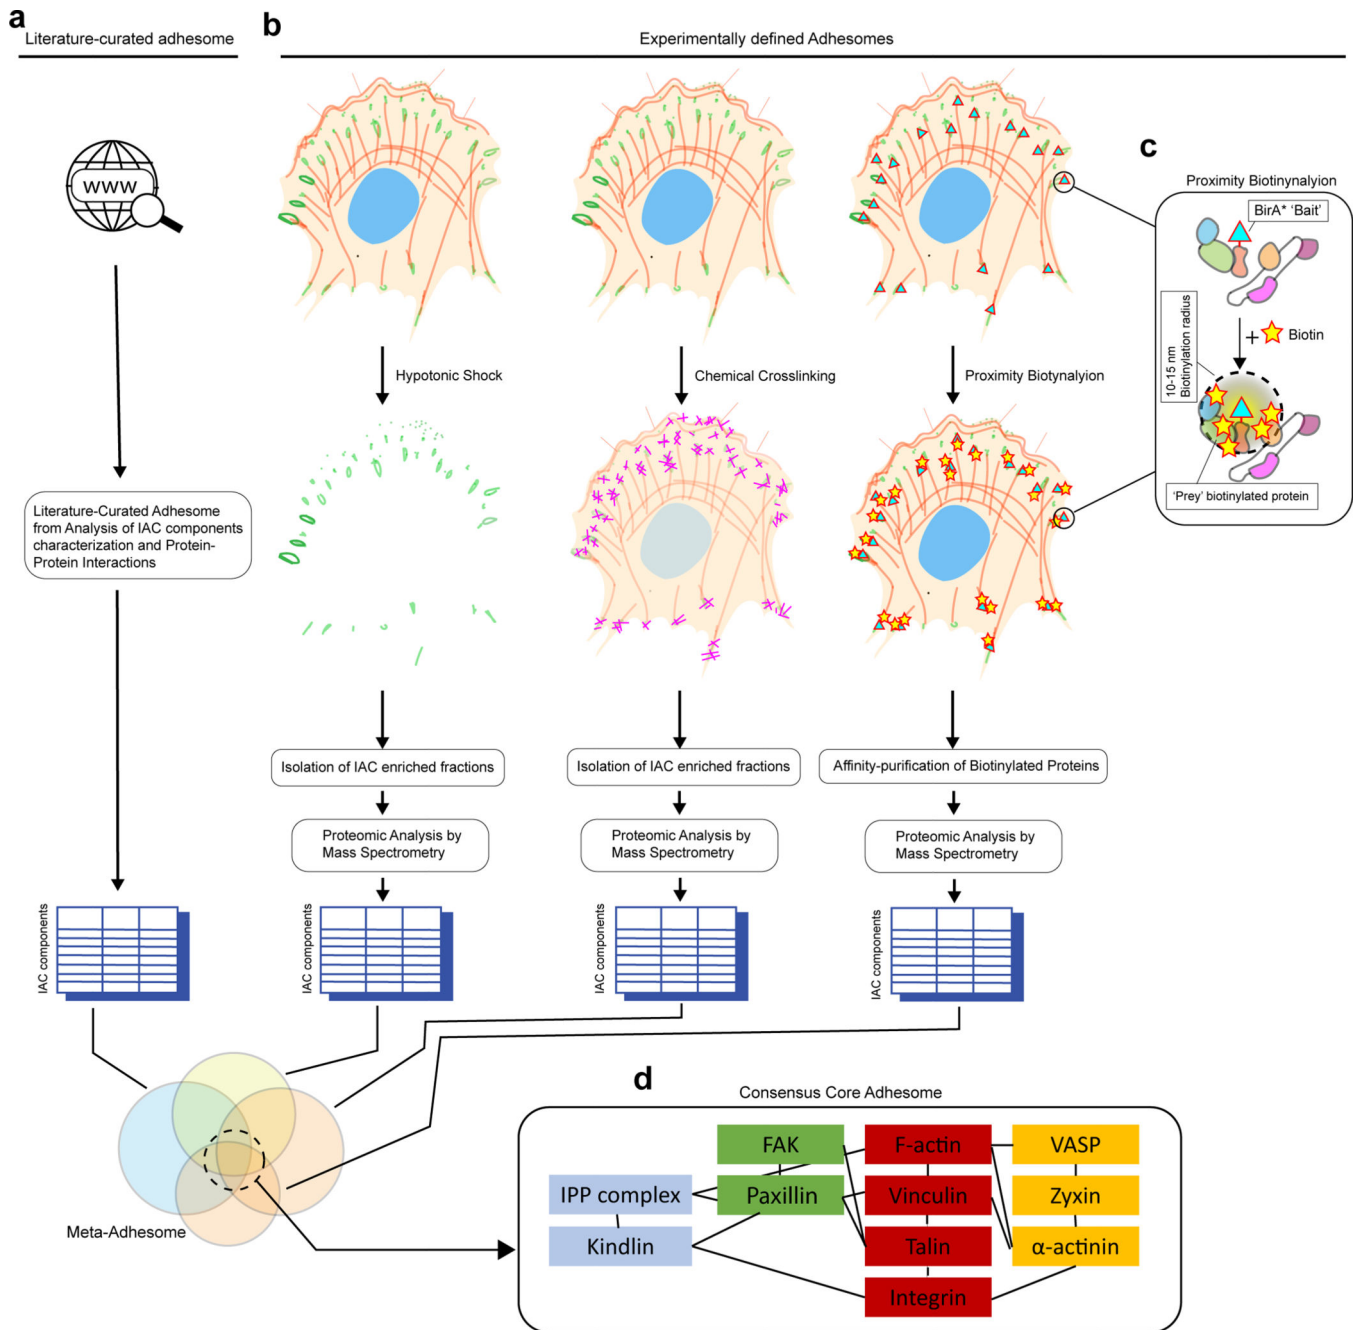 a
Literature-curated adhesome
b
Experimentally defined Adhesomes
www
c
Proximity Biotinynalyion
BirA* 'Bait'
+
Biotin
10-15 nm
Biotinylation radius
'Prey' biotinylated protein
Hypotonic Shock
Chemical Crosslinking
Proximity Biotynalyion
Literature-Curated Adhesome
from Analysis of IAC components
characterization and Protein-
Protein Interactions
Isolation of IAC enriched fractions
Isolation of IAC enriched fractions
Affinity-purification of Biotinylated Proteins
Proteomic Analysis by
Mass Spectrometry
Proteomic Analysis by
Mass Spectrometry
Proteomic Analysis by
Mass Spectrometry
IAC components
IAC components
IAC components
IAC components
Meta-Adhesome
d
Consensus Core Adhesome
FAK
F-actin
VASP
IPP complex
Paxillin
Vinculin
Zyxin
Kindlin
Talin
α-actinin
Integrin